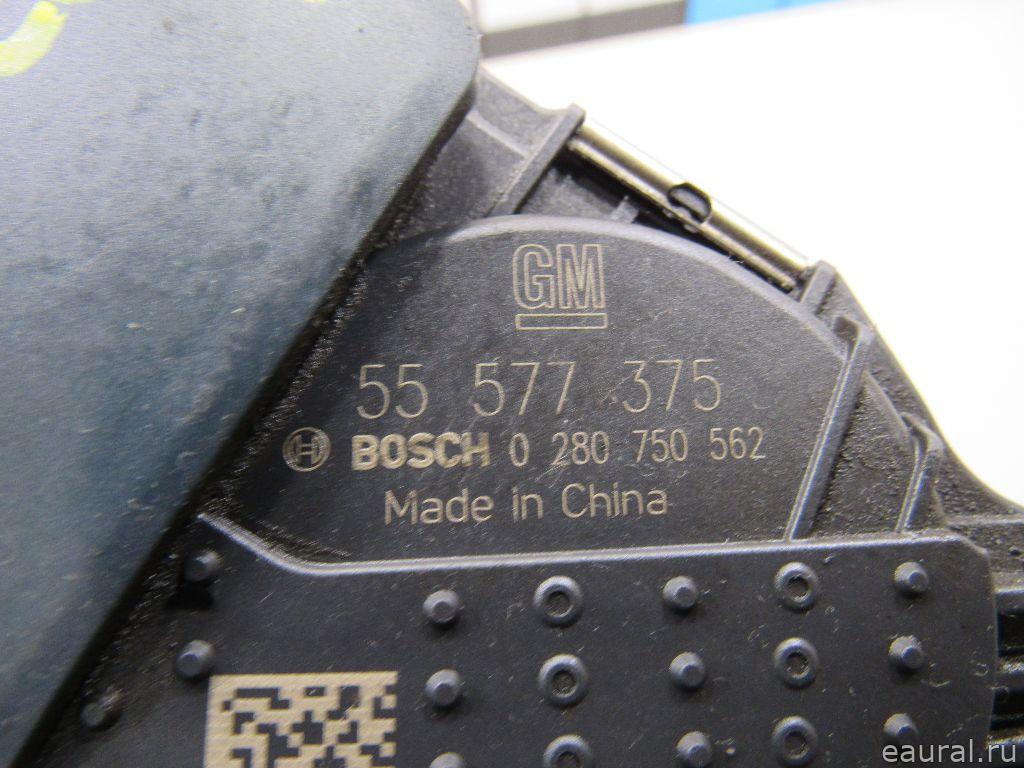 GM
55 577 375
BOSCH 0 280 750 562
Made in China
eaural.ru